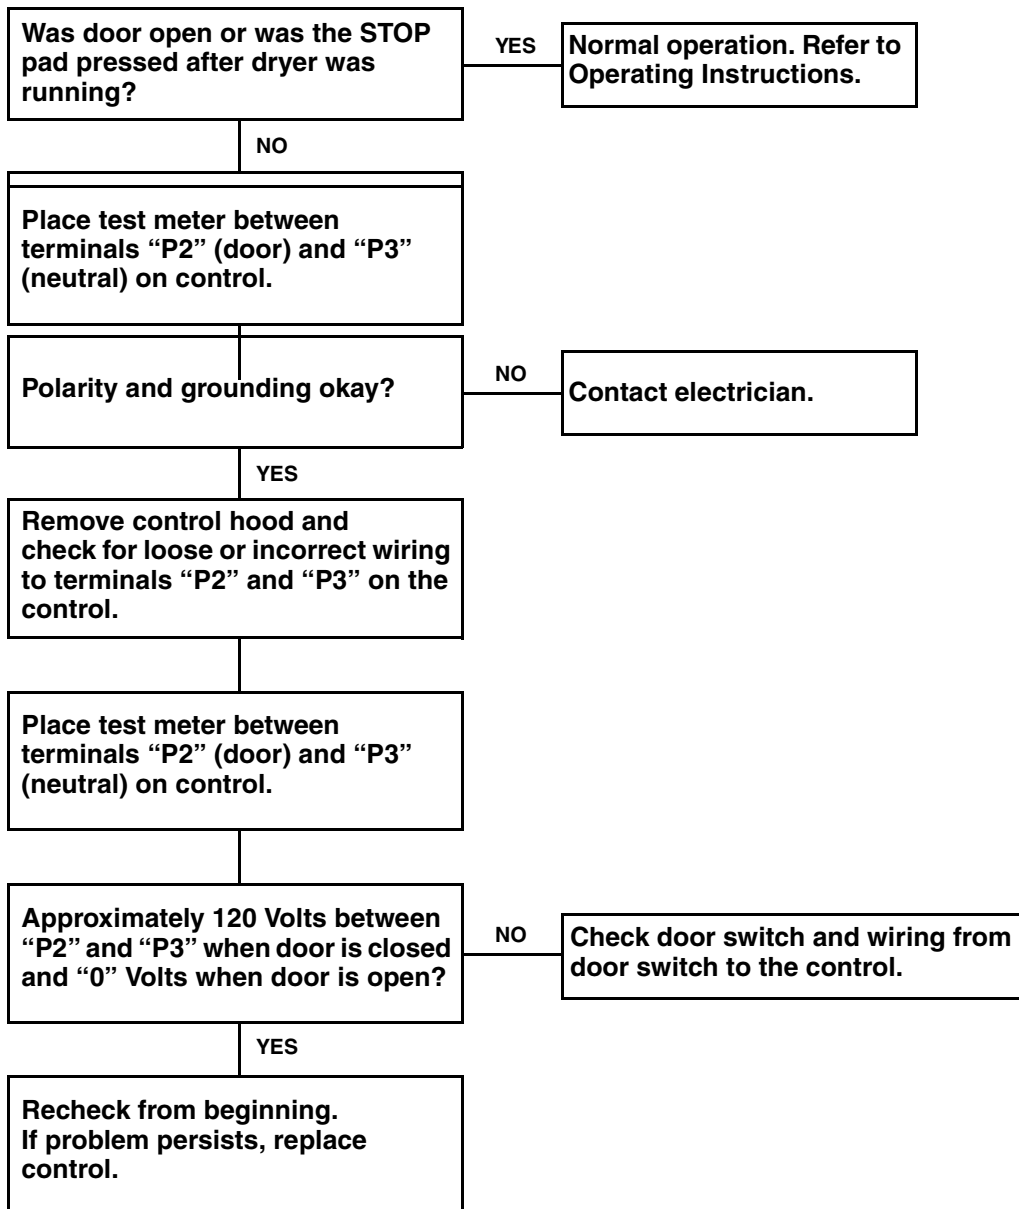 Was door open or was the STOP
pad pressed after dryer was
running?
YES
Normal operation. Refer to
Operating Instructions.
NO
Place test meter between
terminals “P2” (door) and “P3”
(neutral) on control.
Polarity and grounding okay?
NO
Contact electrician.
YES
Remove control hood and
check for loose or incorrect wiring
to terminals “P2” and “P3” on the
control.
Place test meter between
terminals “P2” (door) and “P3”
(neutral) on control.
Approximately 120 Volts between
“P2” and “P3” when door is closed
and “0” Volts when door is open?
NO
Check door switch and wiring from
door switch to the control.
YES
Recheck from beginning.
If problem persists, replace
control.